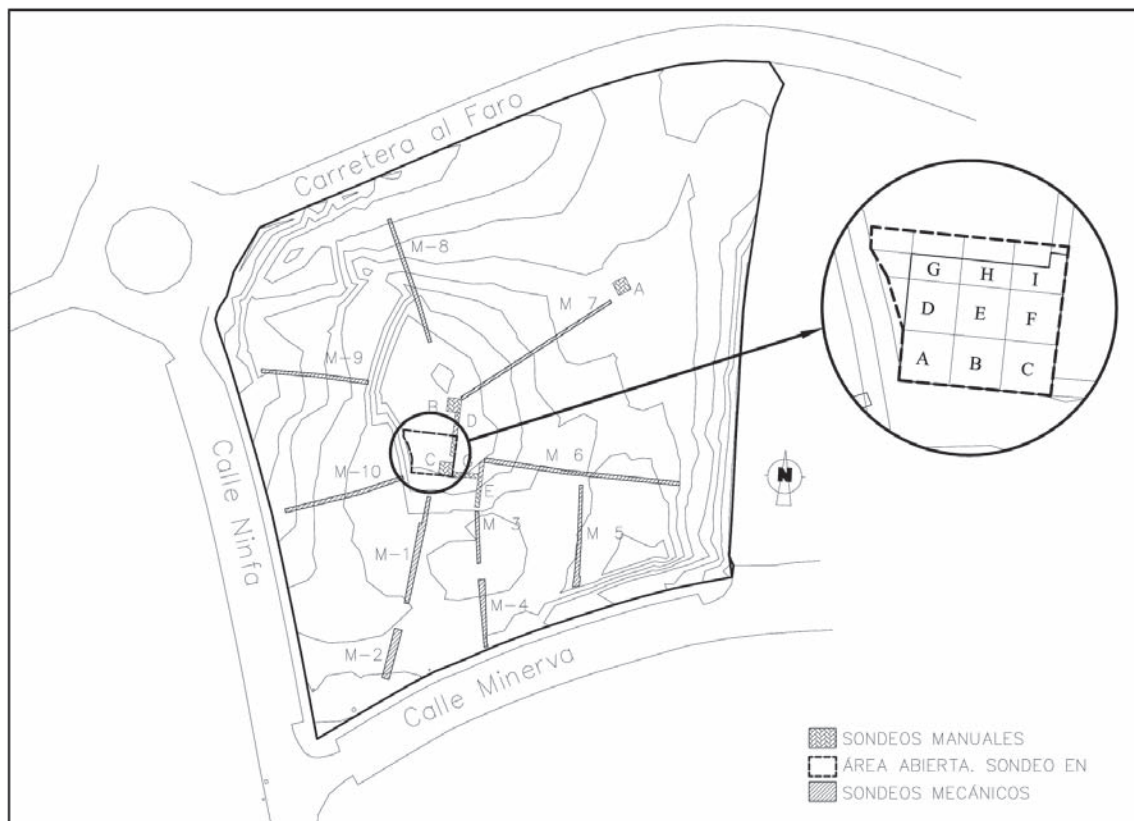 Carretera al Faro
M-8
M 7
A
M-9
B
D
G H I
D E F
A B C
C
C
M 6
M-10
E
N
M 3
M 5
M-1
M-4
M-2
Calle Ninfa
Calle Minerva
SONDEOS MANUALES
ÁREA ABIERTA. SONDEO EN
SONDEOS MECÁNICOS